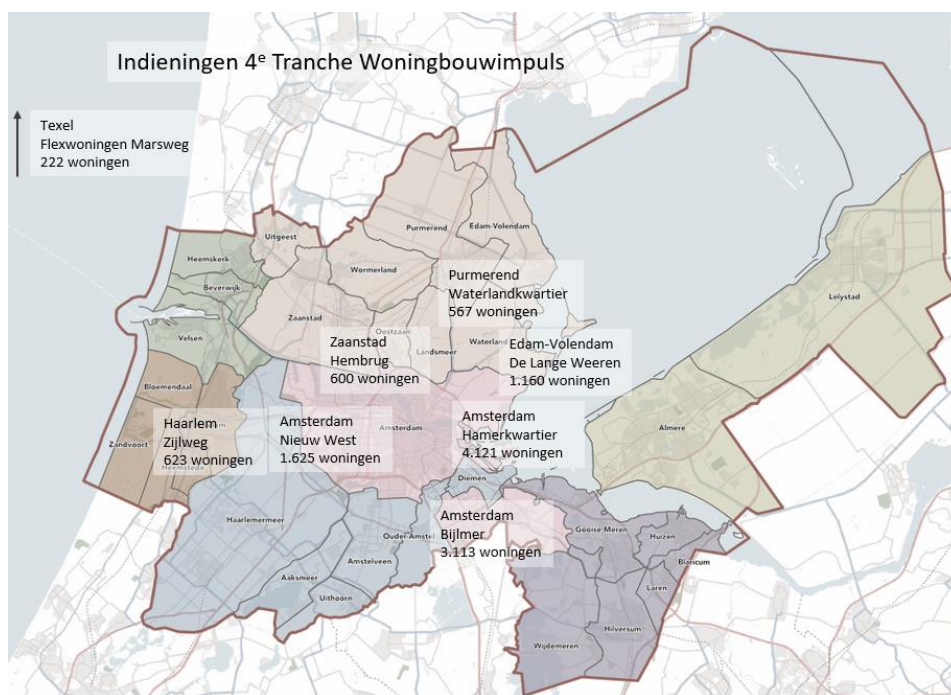 Indieningen 4e Tranche Woningbouwimpuls
Texel
Flexwoningen Marsweg
222 woningen
Purmerend
Edam-Volendam
Uitgeest
Heemskerk
Wormerland
Beverwijk
Purmerend
Waterlandkwartier
567 woningen
Lelystad
Zaanstad
Oostzaan
Velsen
Zaanstad
Hembrug
600 woningen
Landsmeer
Waterland
Edam-Volendam
De Lange Weeren
1.160 woningen
Bloemendaal
Haarlem
Zijlweg
623 woningen
Amsterdam
Nieuw West
1.625 woningen
Amsterdam
Amsterdam
Hamerkwartier
4.121 woningen
Almere
Zandvoort
Heemstede
Diemen
Haarlemmermeer
Amsterdam
Bijlmer
3.113 woningen
Ouder-Amstel
Gooise Meren
Huizen
Amstelveen
Blaricum
Aalsmeer
Laren
Uithoorn
Hilversum
Wijdemeren